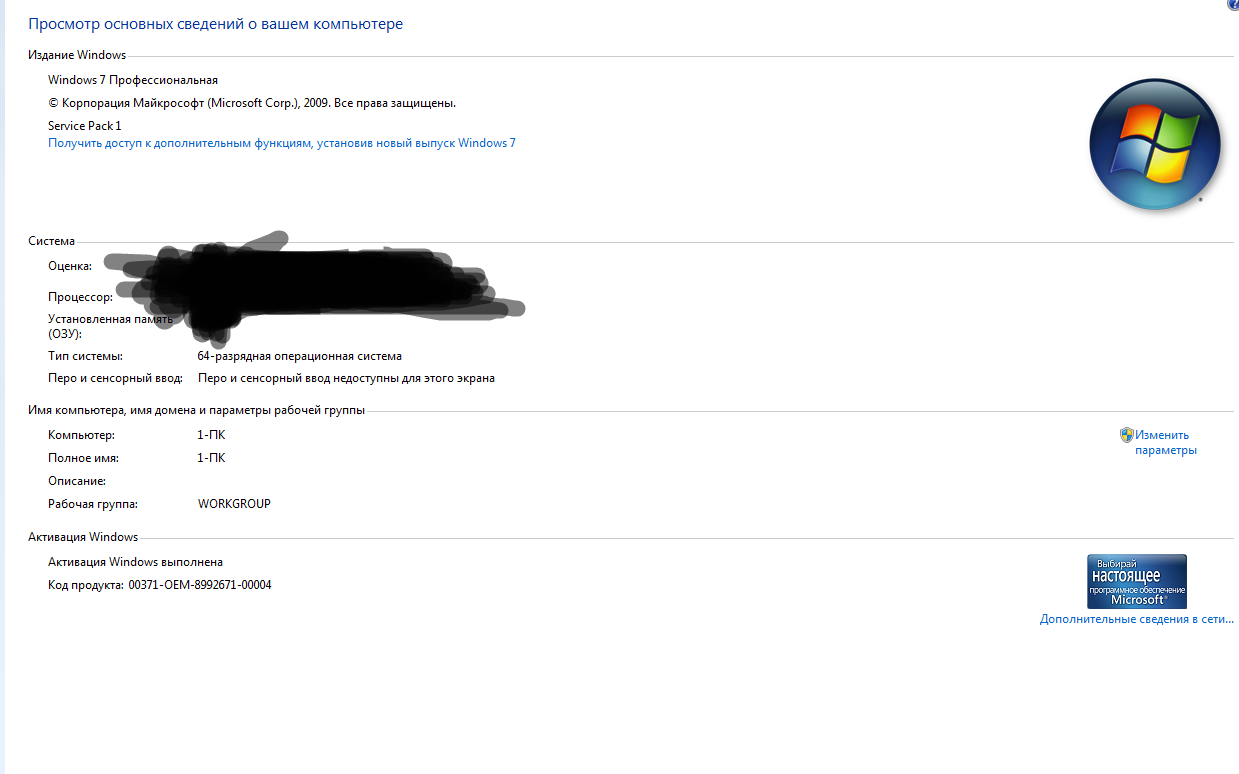 Просмотр основных сведений о вашем компьютере
Издание Windows
Windows 7 Профессиональная
© Корпорация Майкрософт (Microsoft Corp.), 2009. Все права защищены.
Service Pack 1
Получить доступ к дополнительным функциям, установив новый выпуск Windows 7
Система
Оценка:
Процессор:
Установленная память
(ОЗУ):
Тип системы: 64-разрядная операционная система
Перо и сенсорный ввод: Перо и сенсорный ввод недоступны для этого экрана
Имя компьютера, имя домена и параметры рабочей группы
Компьютер: 1-ПК
Изменить
параметры
Полное имя: 1-ПК
Описание:
Рабочая группа: WORKGROUP
Активация Windows
Активация Windows выполнена
Код продукта: 00371-OEM-8992671-00004
Выбирай
настоящее
программное обеспечение
Microsoft®
Дополнительные сведения в сети...